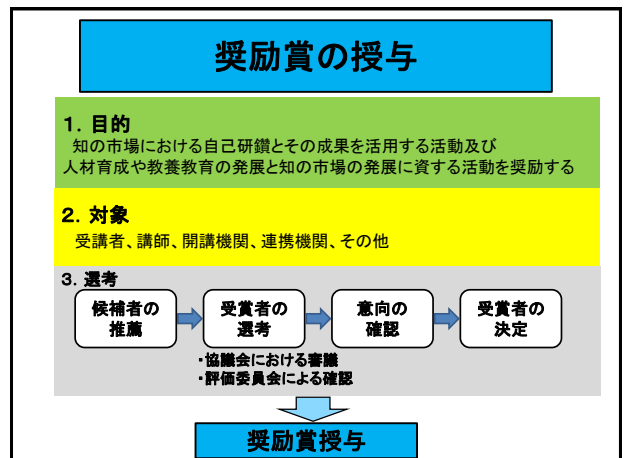 奨励賞の授与
１．目的
知の市場における自己研鑽とその成果を活用する活動及び
人材育成や教養教育の発展と知の市場の発展に資する活動を奨励する
２．対象
受講者、講師、開講機関、連携機関、その他
３．選考
候補者の
推薦
受賞者の
選考
意向の
確認
受賞者の
決定
・協議会における審議
・評価委員会による確認
奨励賞授与